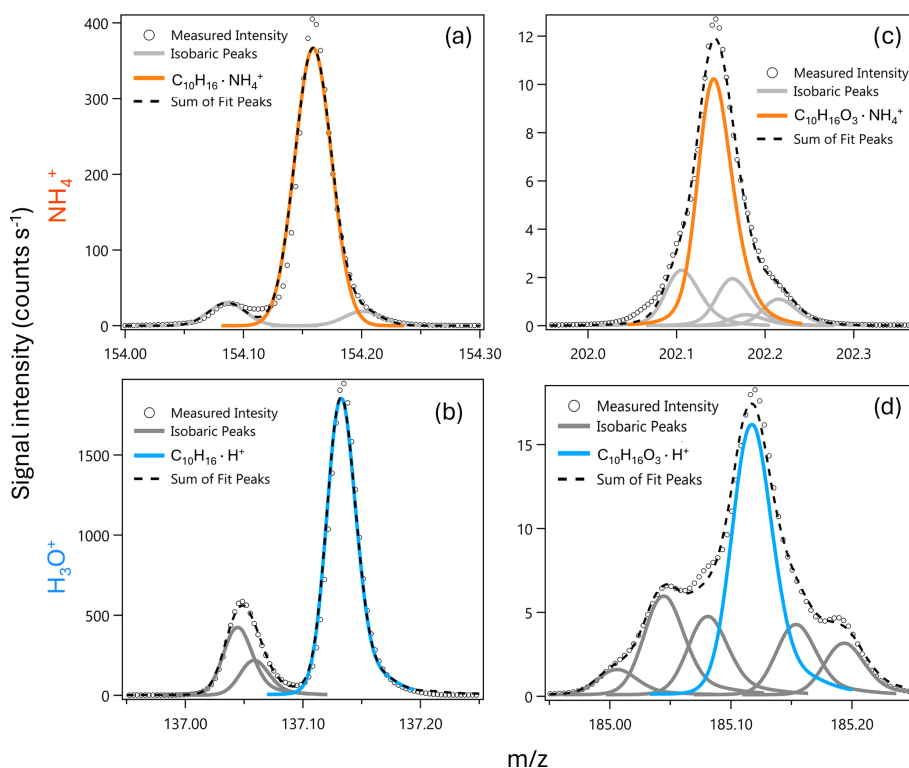 Signal intensity (counts s⁻¹)
NH₄⁺
H₃O⁺
(a)
Measured Intensity
Isobaric Peaks
C₁₀H₁₆ · NH₄⁺
Sum of Fit Peaks
400
300
200
100
0
154.00
154.10
154.20
154.30
(c)
Measured Intensity
Isobaric Peaks
C₁₀H₁₆O₃ · NH₄⁺
Sum of Fit Peaks
12
10
8
6
4
2
0
202.0
202.1
202.2
202.3
(b)
Measured Intesity
Isobaric Peaks
C₁₀H₁₆ · H⁺
Sum of Fit Peaks
1500
1000
500
0
137.00
137.10
137.20
(d)
Measured Intensity
Isobaric Peaks
C₁₀H₁₆O₃ · H⁺
Sum of Fit Peaks
15
10
5
0
185.00
185.10
185.20
m/z